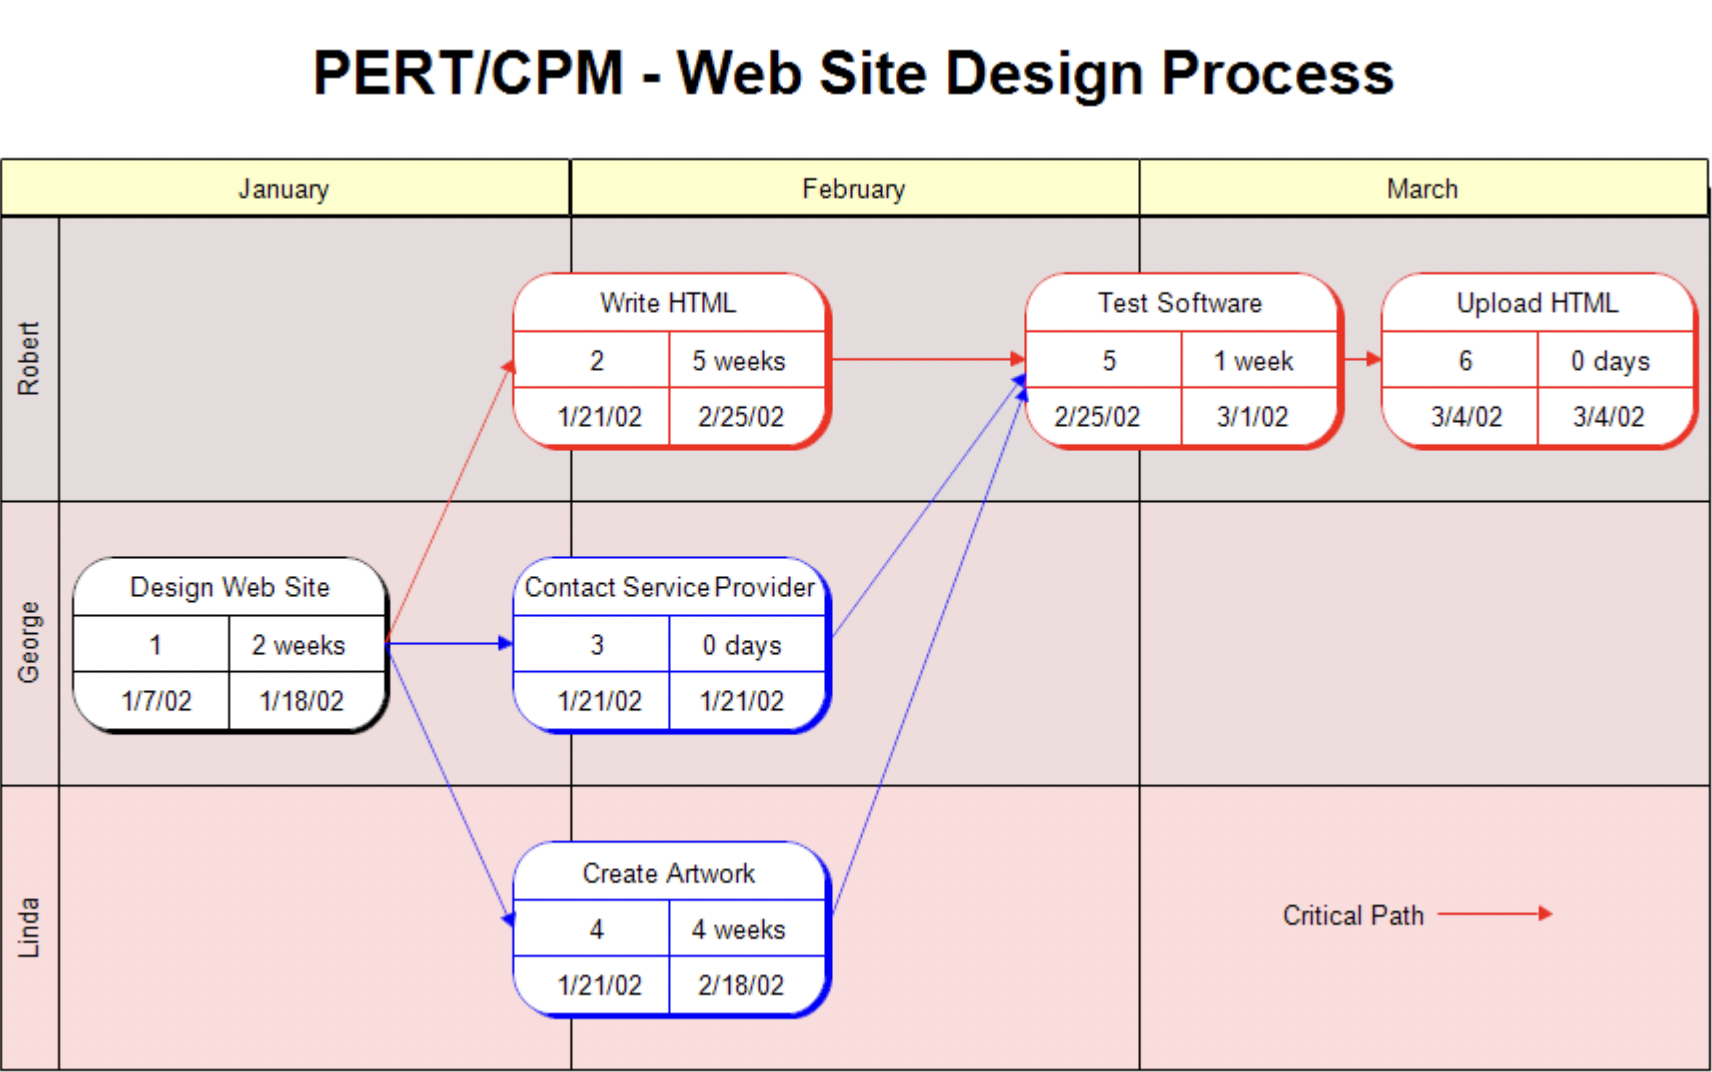 PERT/CPM - Web Site Design Process
January February March
Robert
Write HTML
2 5 weeks
1/21/02 2/25/02
Test Software
5 1 week
2/25/02 3/1/02
Upload HTML
6 0 days
3/4/02 3/4/02
George
Design Web Site
1 2 weeks
1/7/02 1/18/02
Contact Service Provider
3 0 days
1/21/02 1/21/02
Linda
Create Artwork
4 4 weeks
1/21/02 2/18/02
Critical Path